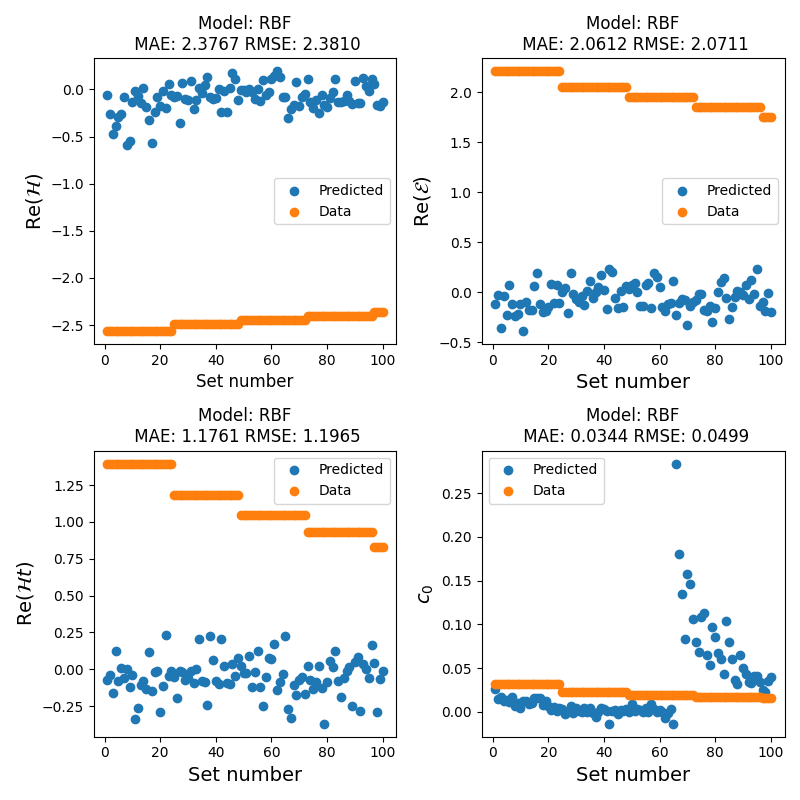 Model: RBF
MAE: 2.3767 RMSE: 2.3810
Re(ℋ)
0.0
−0.5
−1.0
−1.5
−2.0
−2.5
Predicted
Data
0 20 40 60 80 100
Set number
Model: RBF
MAE: 2.0612 RMSE: 2.0711
Re(ℰ)
2.0
1.5
1.0
0.5
0.0
−0.5
Predicted
Data
0 20 40 60 80 100
Set number
Model: RBF
MAE: 1.1761 RMSE: 1.1965
Re(ℋt)
1.25
1.00
0.75
0.50
0.25
0.00
−0.25
Predicted
Data
0 20 40 60 80 100
Set number
Model: RBF
MAE: 0.0344 RMSE: 0.0499
c₀
0.25
0.20
0.15
0.10
0.05
0.00
Predicted
Data
0 20 40 60 80 100
Set number